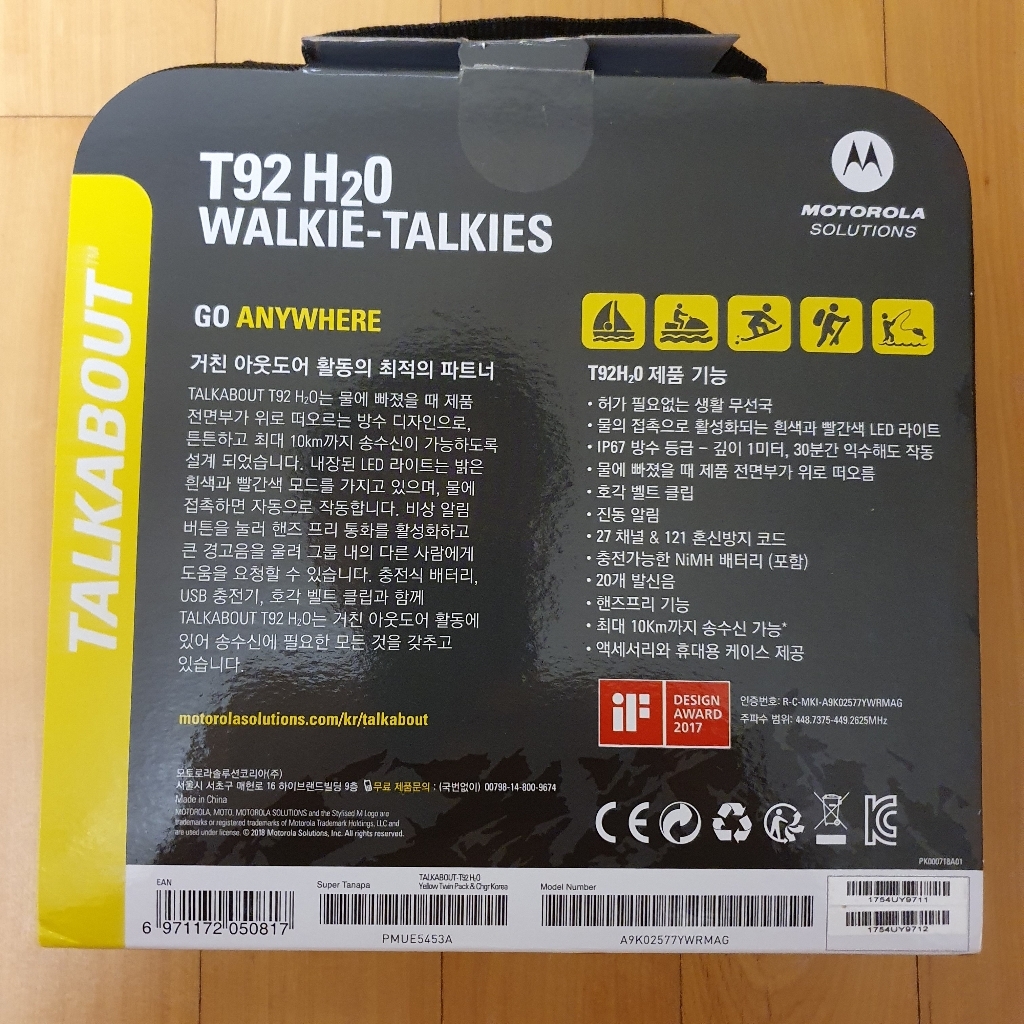 T92 H₂O
WALKIE-TALKIES
MOTOROLA
SOLUTIONS
TALKABOUT™
GO ANYWHERE
거친 아웃도어 활동의 최적의 파트너
TALKABOUT T92 H₂O는 물에 빠졌을 때 제품
전면부가 위로 떠오르는 방수 디자인으로,
튼튼하고 최대 10km까지 송수신이 가능하도록
설계 되었습니다. 내장된 LED 라이트는 밝은
흰색과 빨간색 모드를 가지고 있으며, 물에
접촉하면 자동으로 작동합니다. 비상 알림
버튼을 눌러 핸즈 프리 통화를 활성화하고
큰 경고음을 울려 그룹 내의 다른 사람에게
도움을 요청할 수 있습니다. 충전식 배터리,
USB 충전기, 호각 벨트 클립과 함께
TALKABOUT T92 H₂O는 거친 아웃도어 활동에
있어 송수신에 필요한 모든 것을 갖추고
있습니다.
motorolasolutions.com/kr/talkabout
T92H₂O 제품 기능
• 허가 필요없는 생활 무선국
• 물의 접촉으로 활성화되는 흰색과 빨간색 LED 라이트
• IP67 방수 등급 – 깊이 1미터, 30분간 익수해도 작동
• 물에 빠졌을 때 제품 전면부가 위로 떠오름
• 호각 벨트 클립
• 진동 알림
• 27 채널 & 121 혼신방지 코드
• 충전가능한 NiMH 배터리 (포함)
• 20개 발신음
• 핸즈프리 기능
• 최대 10Km까지 송수신 가능*
• 액세서리와 휴대용 케이스 제공
iF
DESIGN
AWARD
2017
인증번호: R-C-MKI-A9K02577YWRMAG
주파수 범위: 448.7375-449.2625MHz
모토로라솔루션코리아(주)
서울시 서초구 매헌로 16 하이브랜드빌딩 9층 무료 제품문의 : (국번없이) 00798-14-800-9674
Made in China
MOTOROLA, MOTO, MOTOROLA SOLUTIONS and the Stylised M Logo are
trademarks or registered trademarks of Motorola Trademark Holdings, LLC and
are used under license. © 2018 Motorola Solutions, Inc. All rights reserved.
CE
PK000718A01
EAN
6 971172 050817
Super Tanapa
TALKABOUT-T92 H₂O
Yellow Twin Pack & Chgr Korea
PMUE5453A
Model Number
A9K02577YWRMAG
1754UY9711
1754UY9712